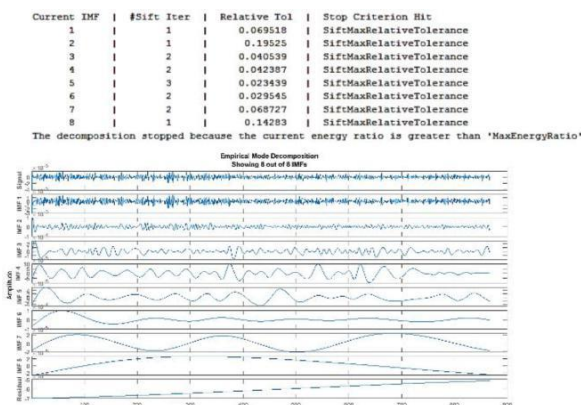 Current IMF | #Sift Iter | Relative Tol | Stop Criterion Hit
1 | 1 | 0.069518 | SiftMaxRelativeTolerance
2 | 1 | 0.19525 | SiftMaxRelativeTolerance
3 | 2 | 0.040539 | SiftMaxRelativeTolerance
4 | 2 | 0.042387 | SiftMaxRelativeTolerance
5 | 3 | 0.023439 | SiftMaxRelativeTolerance
6 | 2 | 0.029545 | SiftMaxRelativeTolerance
7 | 2 | 0.068727 | SiftMaxRelativeTolerance
8 | 1 | 0.14283 | SiftMaxRelativeTolerance
The decomposition stopped because the current energy ratio is greater than 'MaxEnergyRatio'
Empirical Mode Decomposition
Showing 8 out of 8 IMFs
Signal
IMF 1
IMF 2
IMF 3
IMF 4
IMF 5
IMF 6
IMF 7
IMF 8
Residual